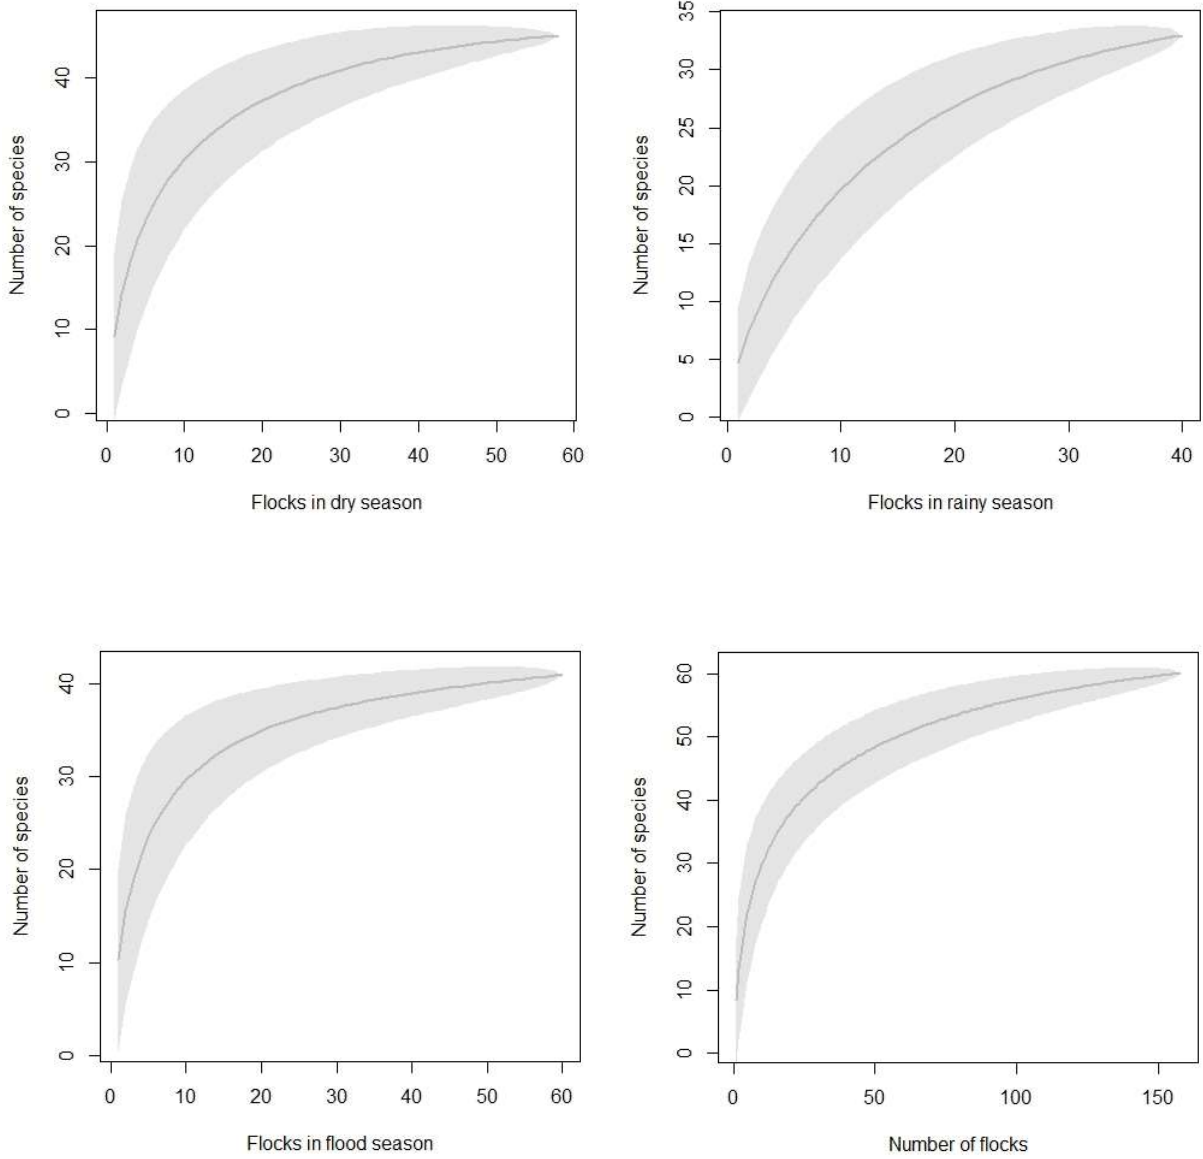 Number of species
40
30
20
10
0
0 10 20 30 40 50 60
Flocks in dry season
Number of species
35
30
25
20
15
10
5
0
0 10 20 30 40
Flocks in rainy season
Number of species
40
30
20
10
0
0 10 20 30 40 50 60
Flocks in flood season
Number of species
60
50
40
30
20
10
0
0 50 100 150
Number of flocks